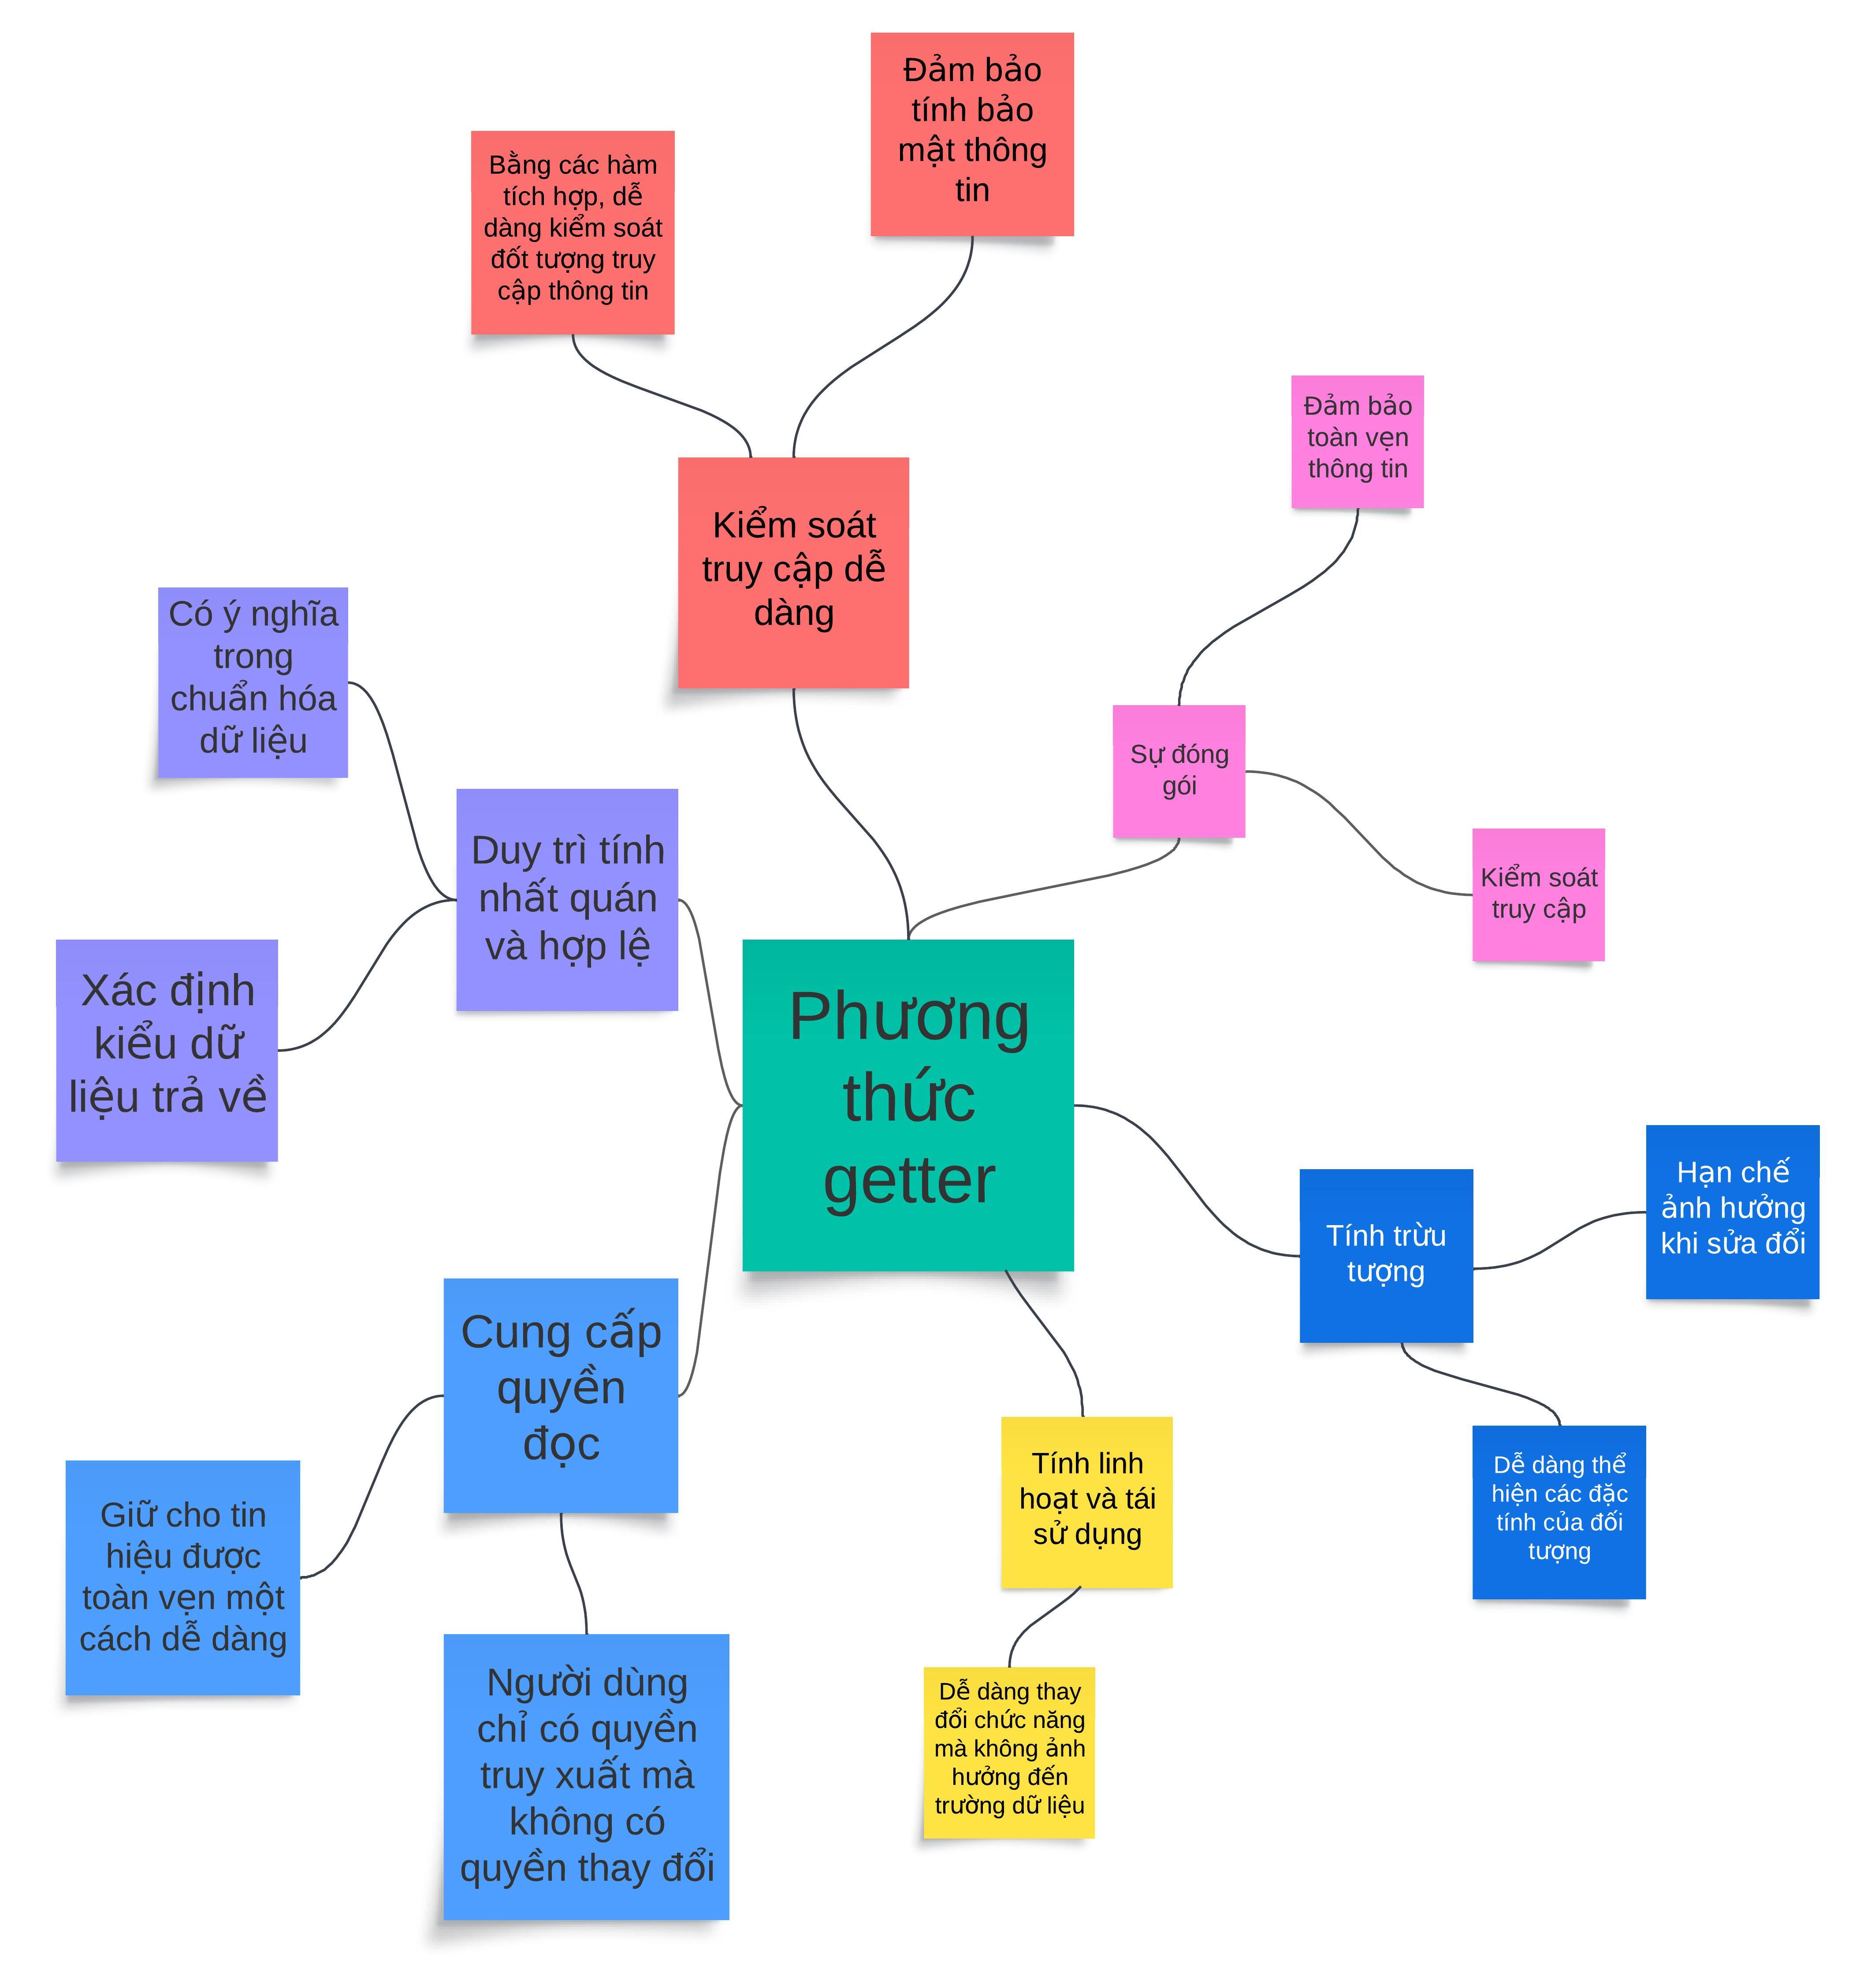 Đảm bảo
tính bảo
mật thông
tin
Bằng các hàm
tích hợp, dễ
dàng kiểm soát
đốt tượng truy
cập thông tin
Đảm bảo
toàn vẹn
thông tin
Kiểm soát
truy cập dễ
dàng
Có ý nghĩa
trong
chuẩn hóa
dữ liệu
Sự đóng
gói
Duy trì tính
nhất quán
và hợp lệ
Kiểm soát
truy cập
Xác định
kiểu dữ
liệu trả về
Phương
thức
getter
Hạn chế
ảnh hưởng
khi sửa đổi
Tính trừu
tượng
Cung cấp
quyền
đọc
Tính linh
hoạt và tái
sử dụng
Dễ dàng thể
hiện các đặc
tính của đối
tượng
Giữ cho tin
hiệu được
toàn vẹn một
cách dễ dàng
Người dùng
chỉ có quyền
truy xuất mà
không có
quyền thay đổi
Dễ dàng thay
đổi chức năng
mà không ảnh
hưởng đến
trường dữ liệu